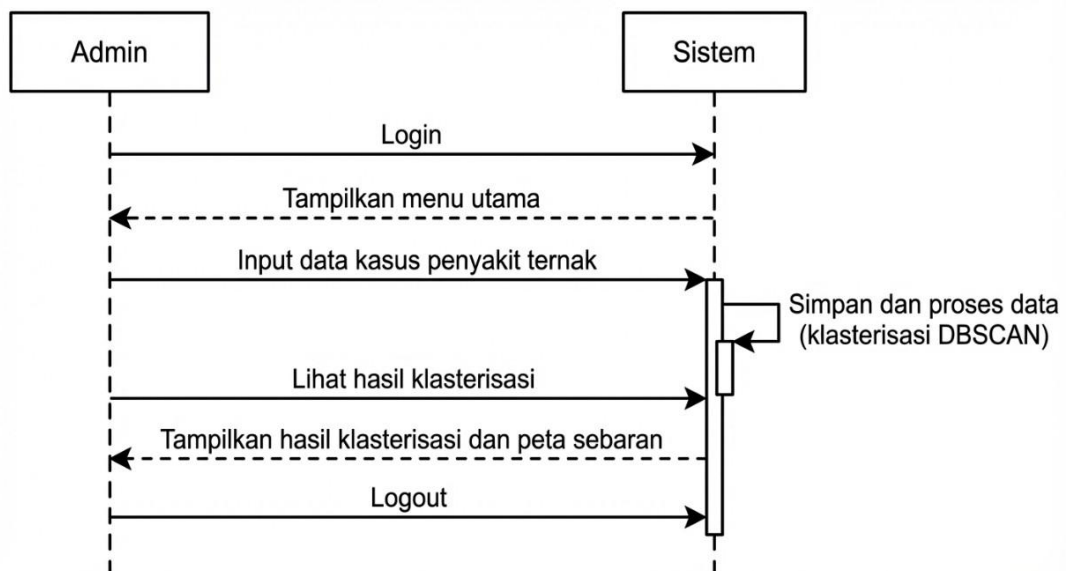 Admin
Sistem
Login
Tampilkan menu utama
Input data kasus penyakit ternak
Simpan dan proses data
(klasterisasi DBSCAN)
Lihat hasil klasterisasi
Tampilkan hasil klasterisasi dan peta sebaran
Logout